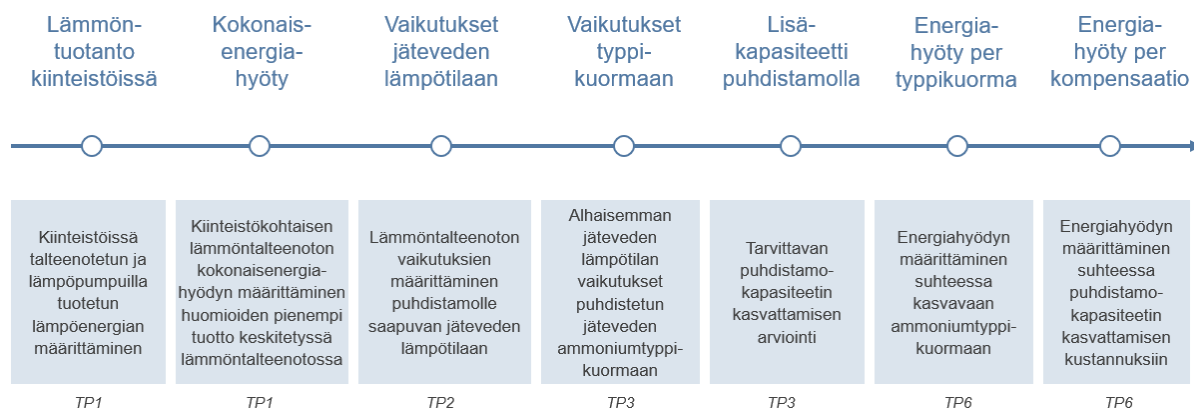 Lämmön-
tuotanto
kiinteistöissä
Kokonais-
energia-
hyöty
Vaikutukset
jäteveden
lämpötilaan
Vaikutukset
typpi-
kuormaan
Lisä-
kapasiteetti
puhdistamolla
Energia-
hyöty per
typpikuorma
Energia-
hyöty per
kompensaatio
Kiinteistöissä
talteenotetun ja
lämpöpumpuilla
tuotetun
lämpöenergian
määrittäminen
Kiinteistökohtaisen
lämmöntalteenoton
kokonaisenergia-
hyödyn määrittäminen
huomioiden pienempi
tuotto keskitetyssä
lämmöntalteenotossa
Lämmöntalteenoton
vaikutuksien
määrittäminen
puhdistamolle
saapuvan jäteveden
lämpötilaan
Alhaisemman
jäteveden
lämpötilan
vaikutukset
puhdistetun
jäteveden
ammoniumtyppi-
kuormaan
Tarvittavan
puhdistamo-
kapasiteetin
kasvattamisen
arviointi
Energiahyödyn
määrittäminen
suhteessa
kasvavaan
ammoniumtyppi-
kuormaan
Energiahyödyn
määrittäminen
suhteessa
puhdistamo-
kapasiteetin
kasvattamisen
kustannuksiin
TP1
TP1
TP2
TP3
TP3
TP6
TP6